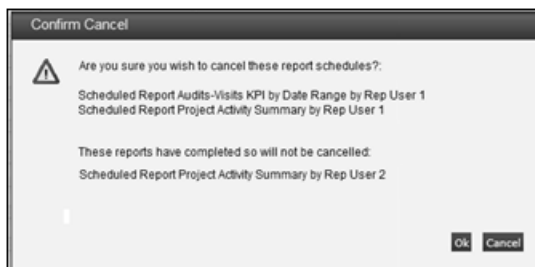 Confirm Cancel
Are you sure you wish to cancel these report schedules?:
Scheduled Report Audits-Visits KPI by Date Range by Rep User 1
Scheduled Report Project Activity Summary by Rep User 1
These reports have completed so will not be cancelled:
Scheduled Report Project Activity Summary by Rep User 2
Ok Cancel